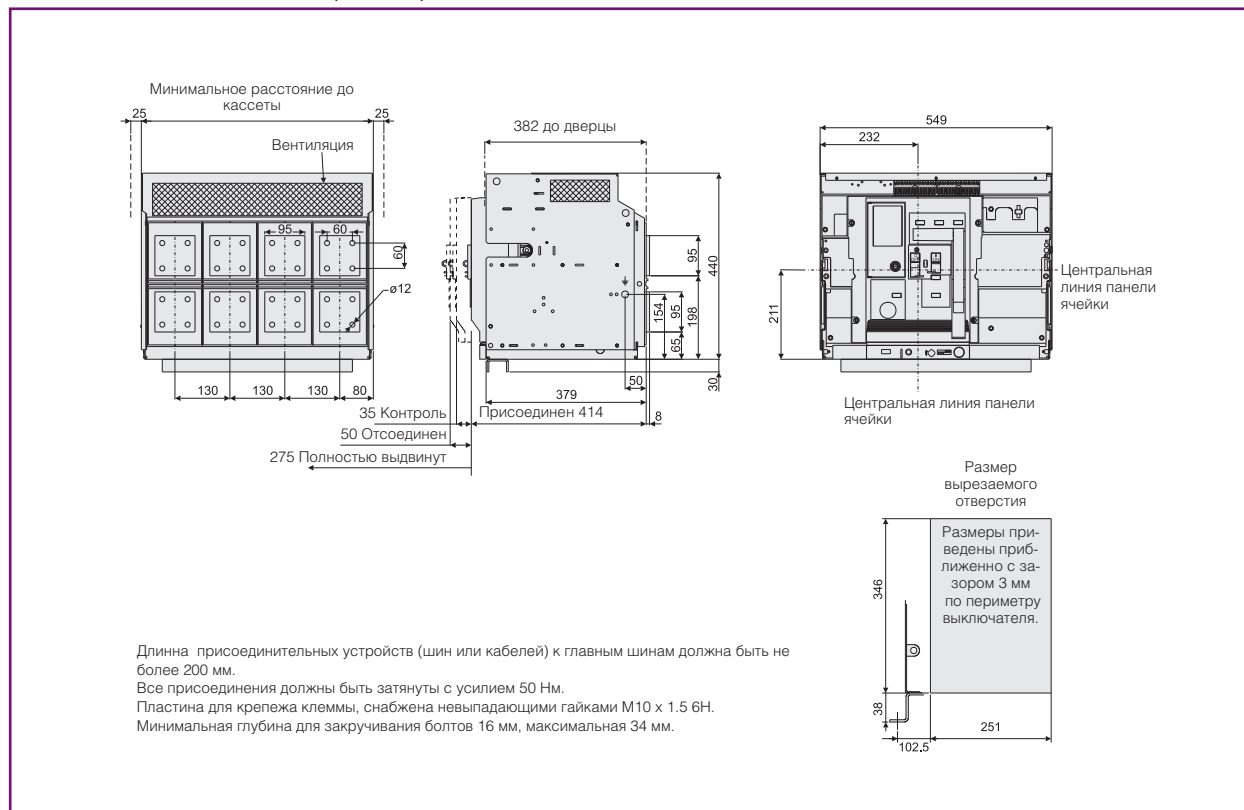 Минимальное расстояние до
кассеты
25
25
Вентиляция
95
60
60
ø12
130
130
130
80
382 до дверцы
440
95
198
154
95
65
30
50
379
35 Контроль
Присоединен 414
8
50 Отсоединен
275 Полностью выдвинут
549
232
211
Центральная
линия панели
ячейки
Центральная линия панели
ячейки
Размер
вырезаемого
отверстия
Размеры при-
ведены приб-
лиженно с за-
зором 3 мм
по периметру
выключателя.
346
38
102.5
251
Длинна присоединительных устройств (шин или кабелей) к главным шинам должна быть не
более 200 мм.
Все присоединения должны быть затянуты с усилием 50 Нм.
Пластина для крепежа клеммы, снабжена невыпадающими гайками М10 x 1.5 6Н.
Минимальная глубина для закручивания болтов 16 мм, максимальная 34 мм.